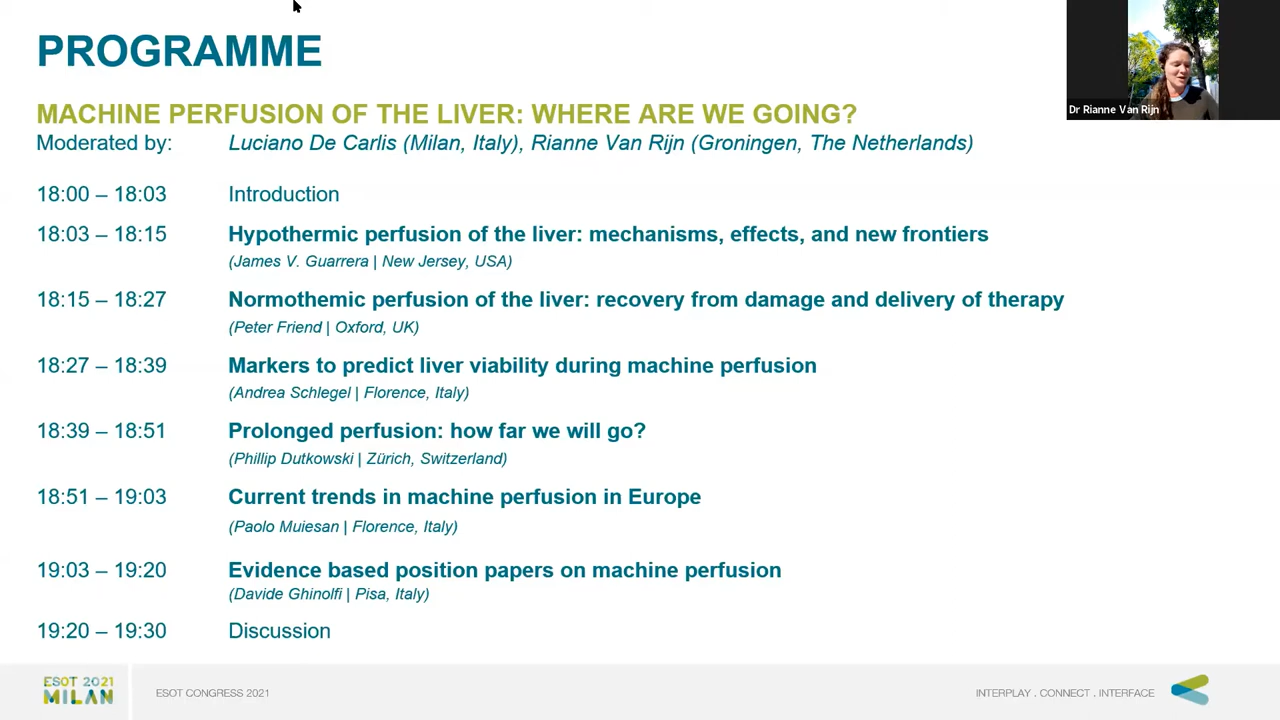 PROGRAMME
Dr Rianne Van Rijn
MACHINE PERFUSION OF THE LIVER: WHERE ARE WE GOING?
Moderated by: Luciano De Carlis (Milan, Italy), Rianne Van Rijn (Groningen, The Netherlands)
18:00 – 18:03 Introduction
18:03 – 18:15 Hypothermic perfusion of the liver: mechanisms, effects, and new frontiers
(James V. Guarrera | New Jersey, USA)
18:15 – 18:27 Normothemic perfusion of the liver: recovery from damage and delivery of therapy
(Peter Friend | Oxford, UK)
18:27 – 18:39 Markers to predict liver viability during machine perfusion
(Andrea Schlegel | Florence, Italy)
18:39 – 18:51 Prolonged perfusion: how far we will go?
(Phillip Dutkowski | Zürich, Switzerland)
18:51 – 19:03 Current trends in machine perfusion in Europe
(Paolo Muiesan | Florence, Italy)
19:03 – 19:20 Evidence based position papers on machine perfusion
(Davide Ghinolfi | Pisa, Italy)
19:20 – 19:30 Discussion
ESOT 2021
MILAN
ESOT CONGRESS 2021
INTERPLAY . CONNECT . INTERFACE